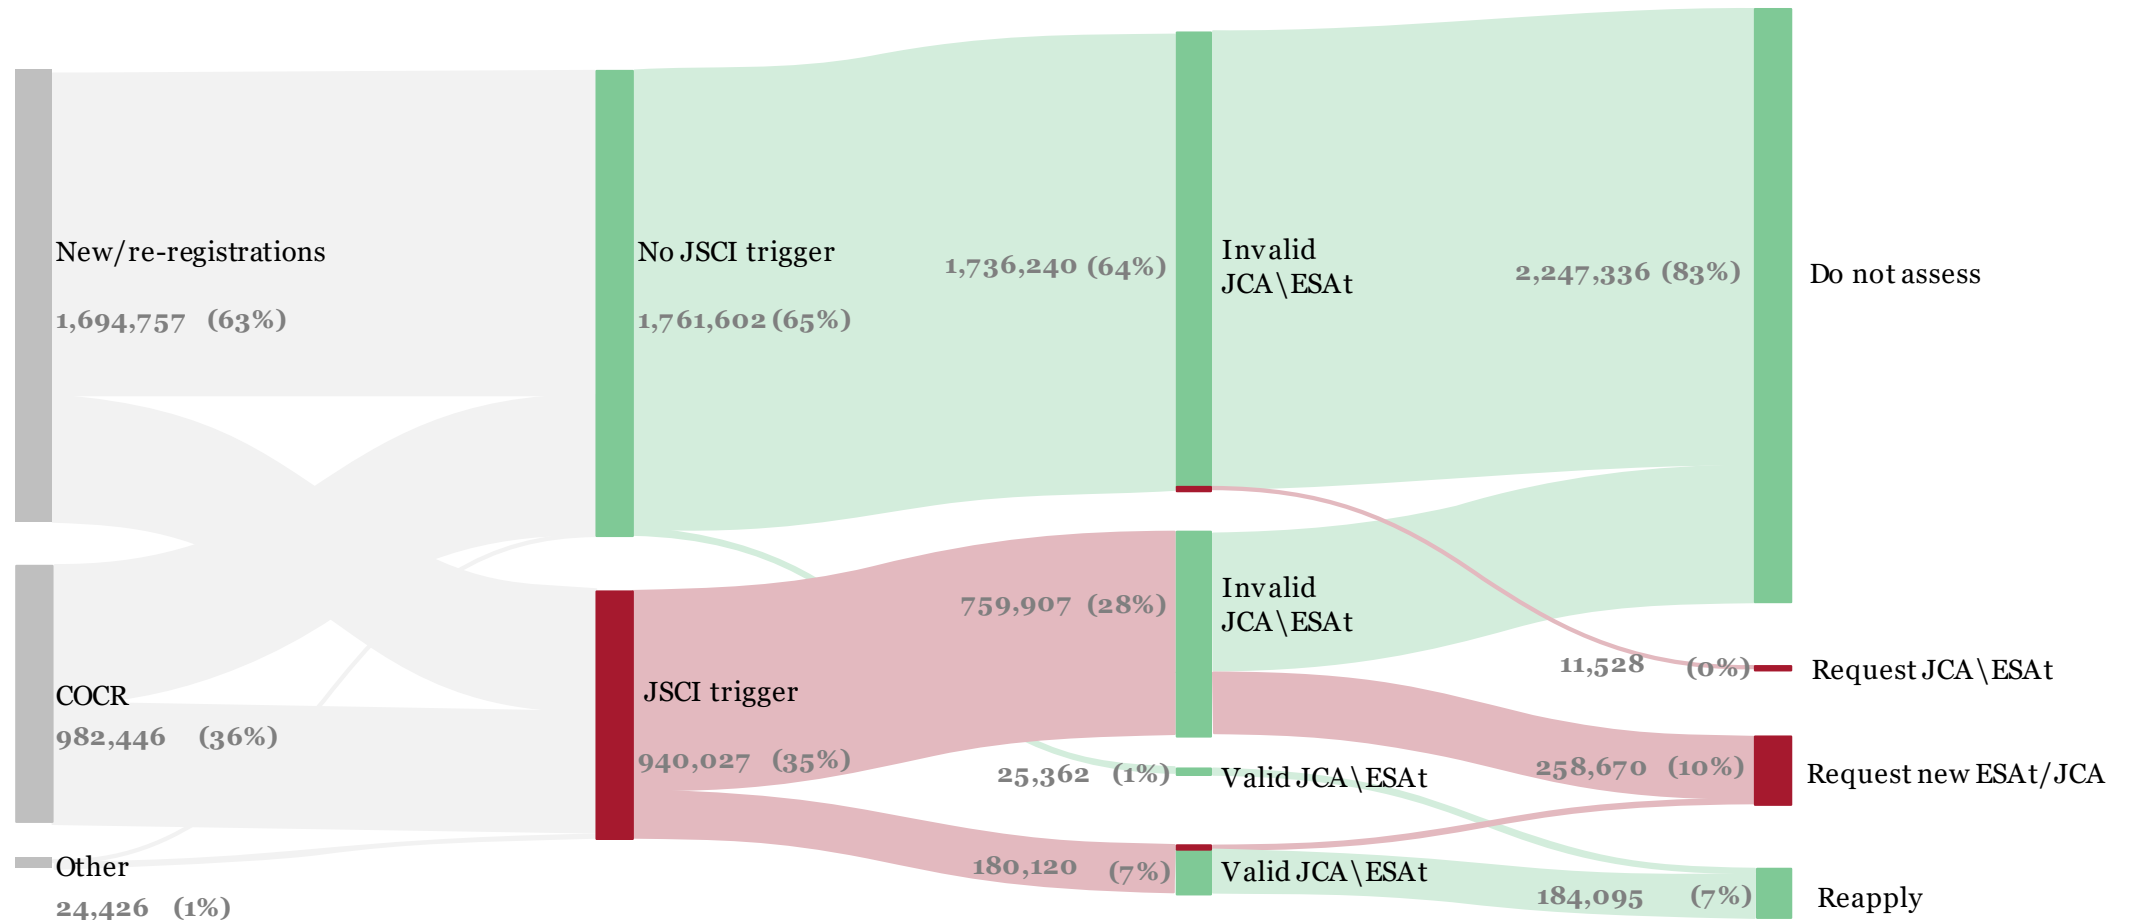 New/re-registrations
1,694,757 (63%)
COCR
982,446 (36%)
Other
24,426 (1%)
No JSCI trigger
1,761,602 (65%)
JSCI trigger
940,027 (35%)
1,736,240 (64%)
Invalid
JCA\ESAt
759,907 (28%)
Invalid
JCA\ESAt
25,362 (1%)
Valid JCA\ESAt
180,120 (7%)
Valid JCA\ESAt
2,247,336 (83%)
Do not assess
11,528 (0%)
Request JCA\ESAt
258,670 (10%)
Request new ESAt/JCA
184,095 (7%)
Reapply